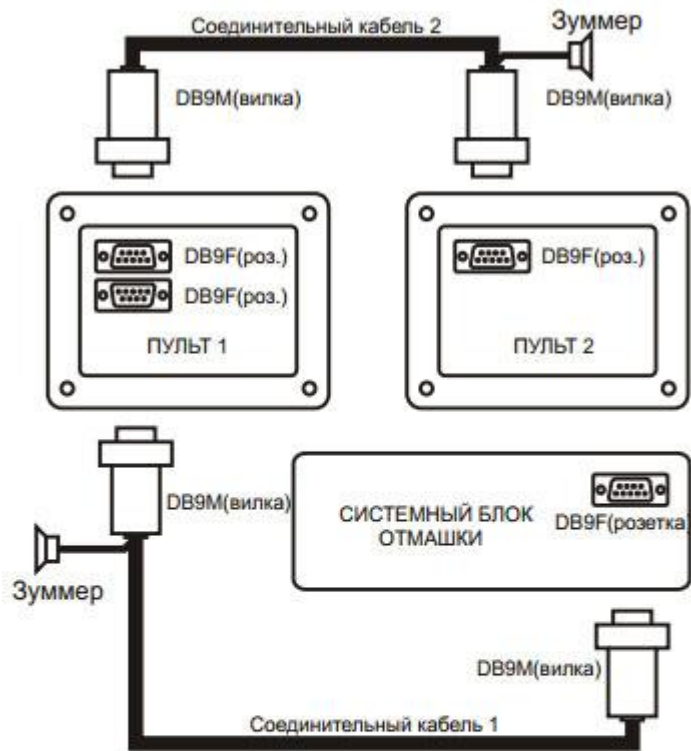 Соединительный кабель 2
Зуммер
DB9M(вилка)
DB9M(вилка)
DB9F(роз.)
DB9F(роз.)
ПУЛЬТ 1
DB9F(роз.)
ПУЛЬТ 2
DB9M(вилка)
Зуммер
СИСТЕМНЫЙ БЛОК
ОТМАШКИ
DB9F(розетка)
DB9M(вилка)
Соединительный кабель 1